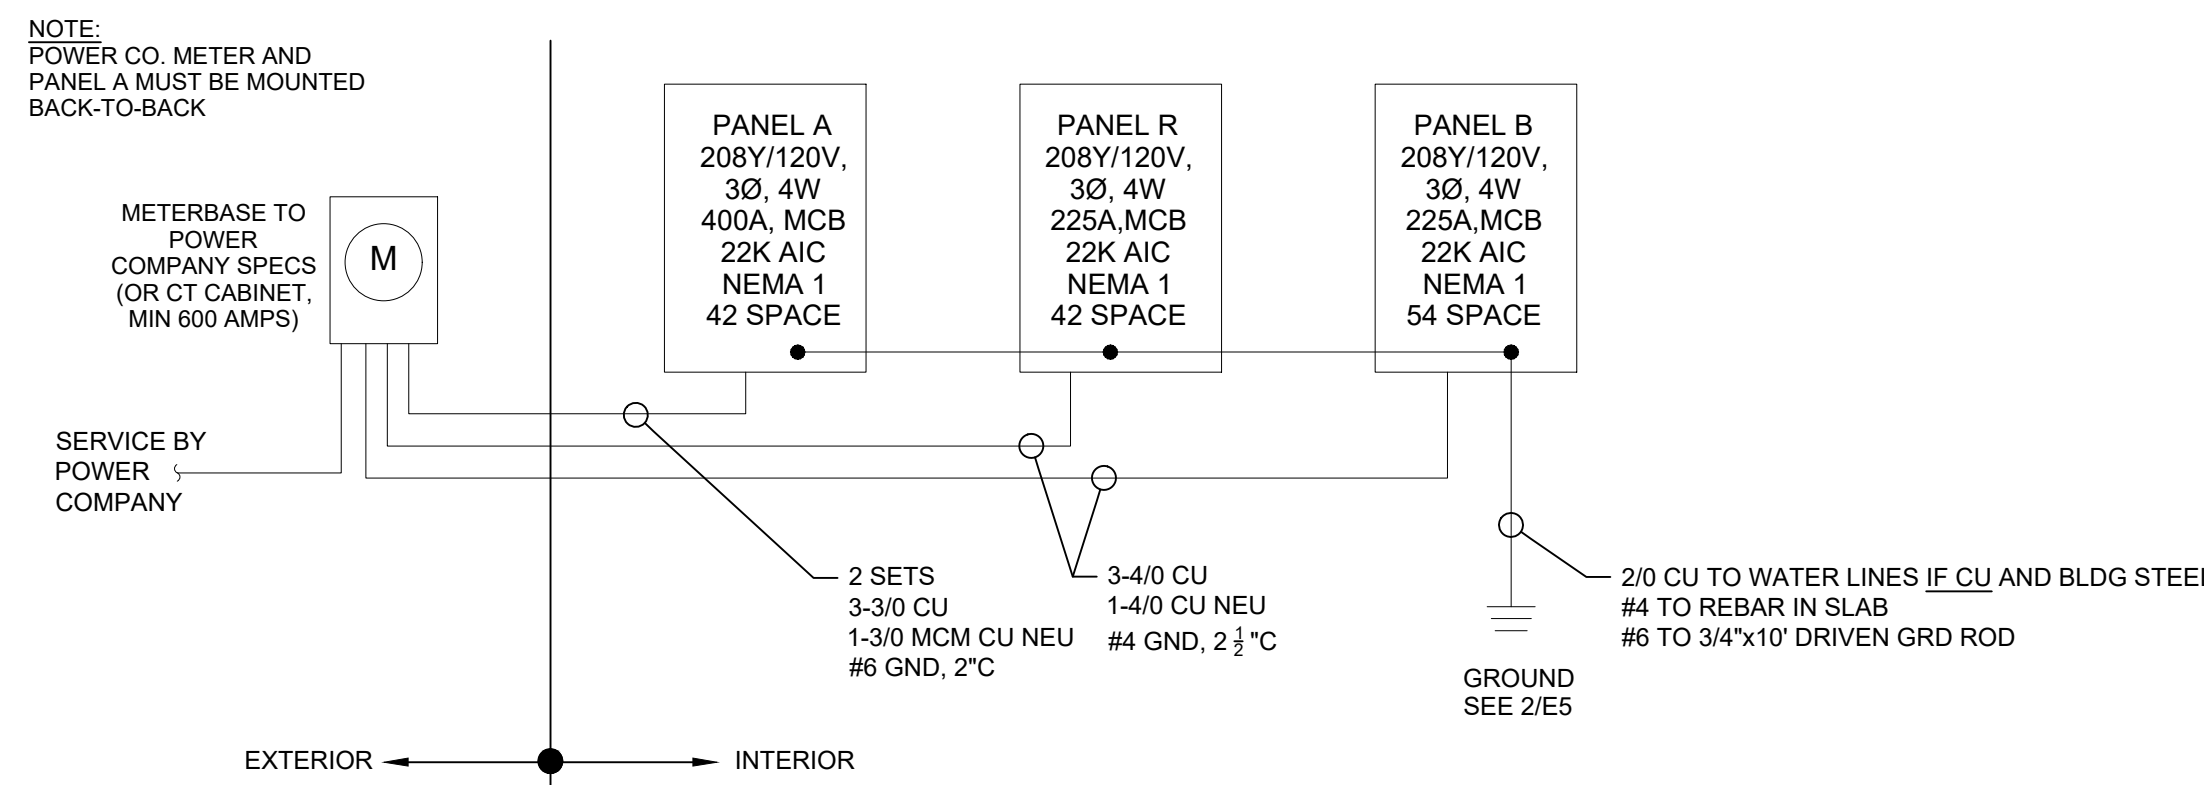 NOTE:
POWER CO. METER AND
PANEL A MUST BE MOUNTED
BACK-TO-BACK
METERBASE TO
POWER
COMPANY SPECS
(OR CT CABINET,
MIN 600 AMPS)
M
SERVICE BY
POWER
COMPANY
PANEL A
208Y/120V,
3Ø, 4W
400A, MCB
22K AIC
NEMA 1
42 SPACE
PANEL R
208Y/120V,
3Ø, 4W
225A,MCB
22K AIC
NEMA 1
42 SPACE
PANEL B
208Y/120V,
3Ø, 4W
225A,MCB
22K AIC
NEMA 1
54 SPACE
2 SETS
3-3/0 CU
1-3/0 MCM CU NEU
#6 GND, 2"C
3-4/0 CU
1-4/0 CU NEU
#4 GND, 2 1/2 "C
2/0 CU TO WATER LINES IF CU AND BLDG STEEL
#4 TO REBAR IN SLAB
#6 TO 3/4"x10' DRIVEN GRD ROD
GROUND
SEE 2/E5
EXTERIOR
INTERIOR